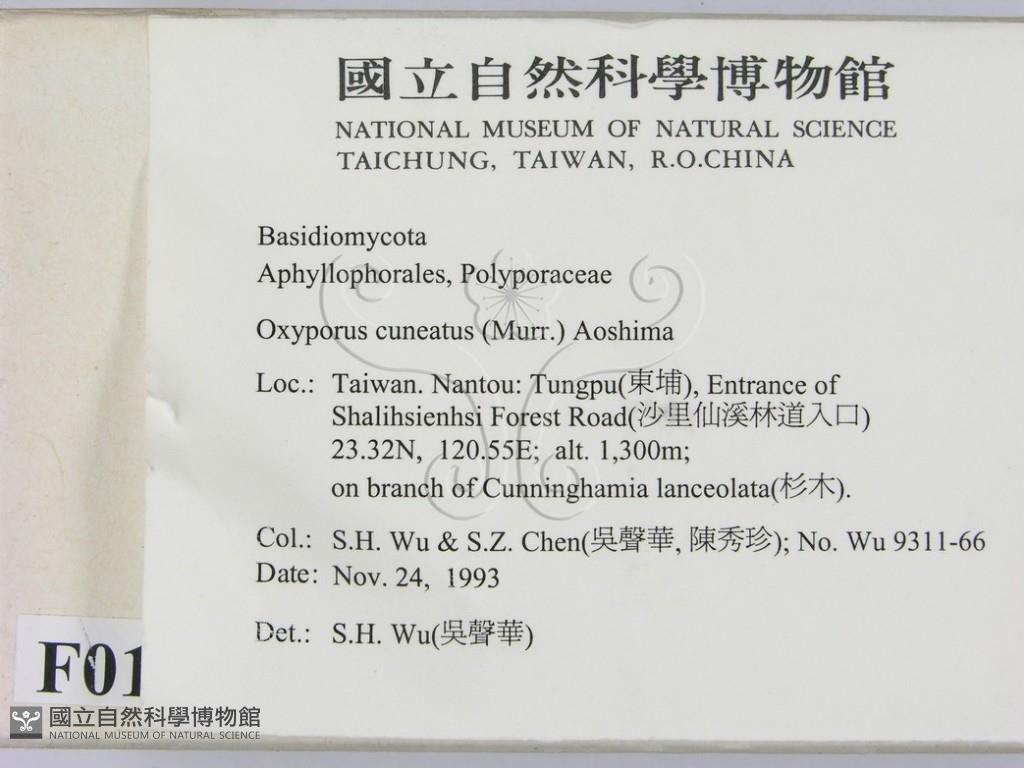 國立自然科學博物館
NATIONAL MUSEUM OF NATURAL SCIENCE
TAICHUNG, TAIWAN, R.O.CHINA
Basidiomycota
Aphyllophorales, Polyporaceae
Oxyporus cuneatus (Murr.) Aoshima
Loc.: Taiwan. Nantou: Tungpu(東埔), Entrance of
Shalihsienhsi Forest Road(沙里仙溪林道入口)
23.32N, 120.55E; alt. 1,300m;
on branch of Cunninghamia lanceolata(杉木).
Col.: S.H. Wu & S.Z. Chen(吳聲華, 陳秀珍); No. Wu 9311-66
Date: Nov. 24, 1993
Det.: S.H. Wu(吳聲華)
F01
國立自然科學博物館
NATIONAL MUSEUM OF NATURAL SCIENCE